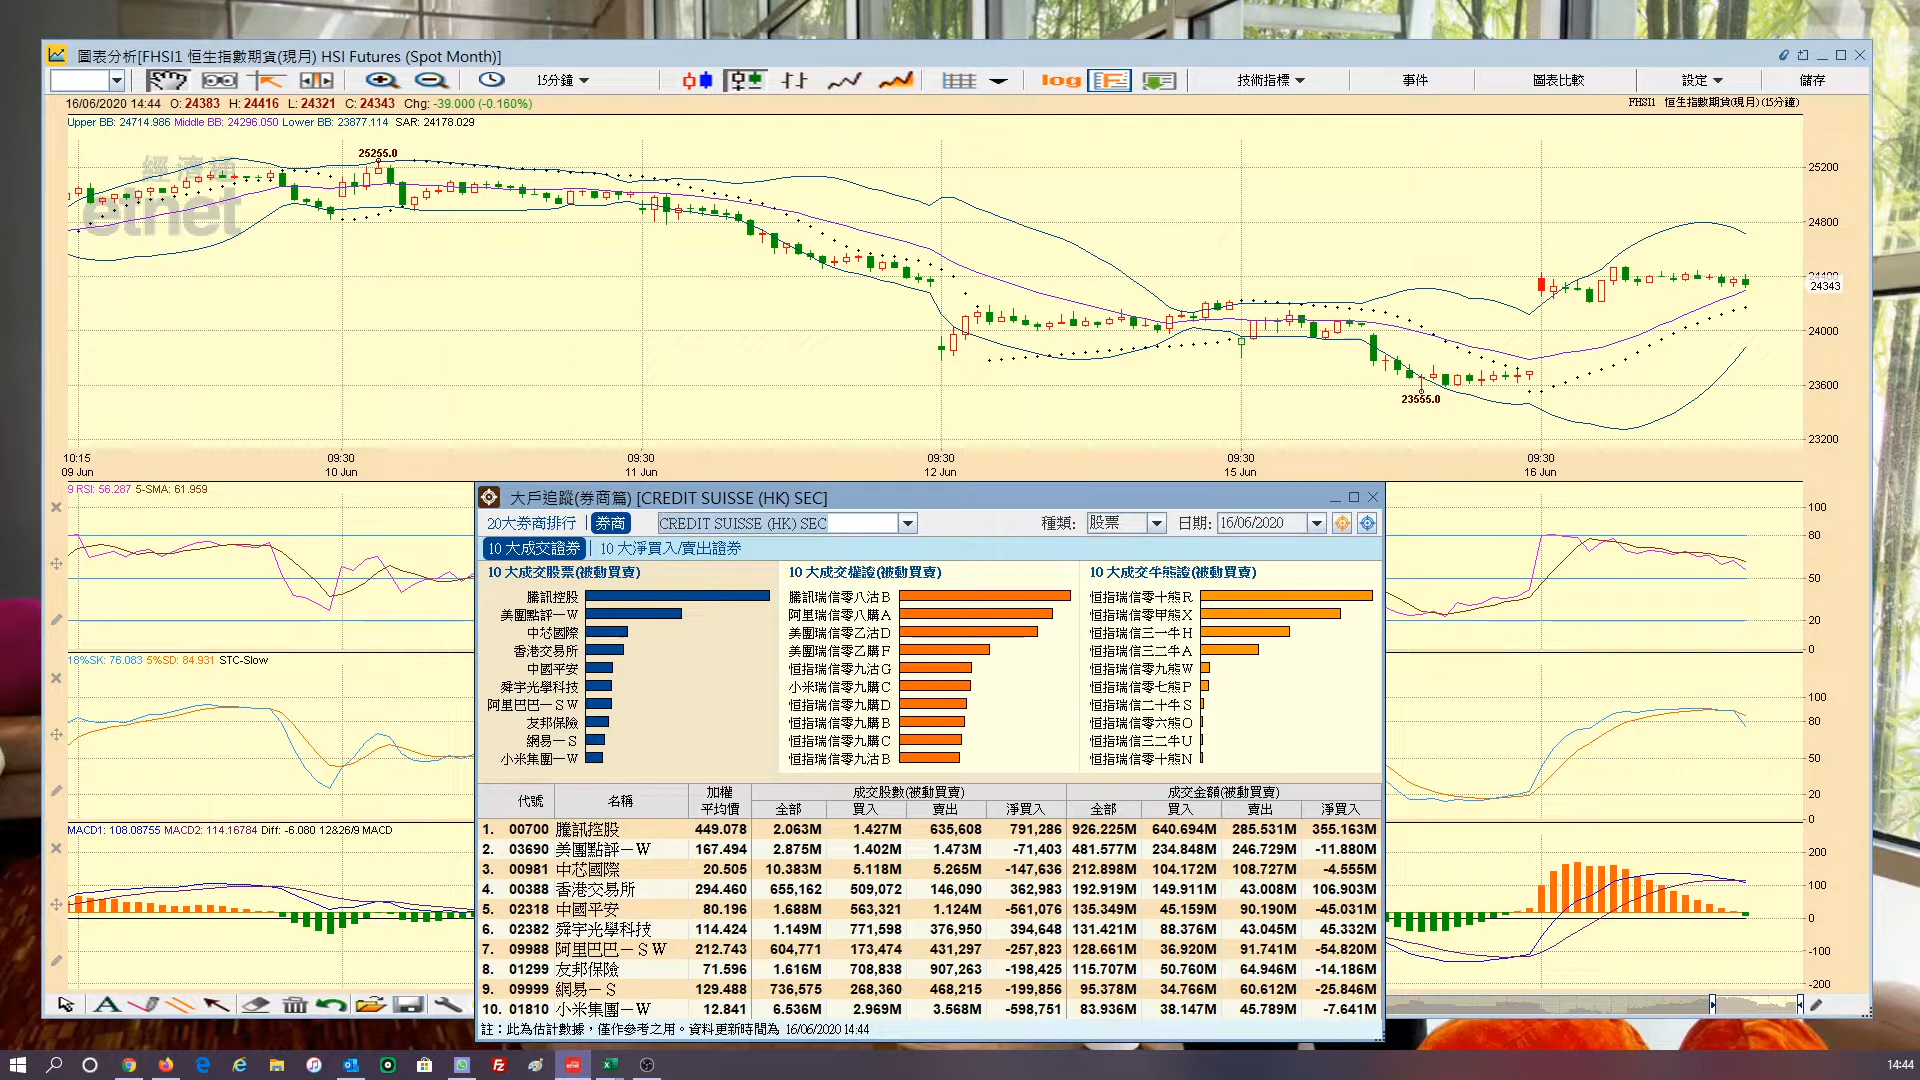 圖表分析[FHSI1 恒生指數期貨(現月) HSI Futures (Spot Month)]
15分鐘
log
技術指標
事件
圖表比較
設定
儲存
16/06/2020 14:44 O: 24383 H: 24416 L: 24321 C: 24343 Chg: -39.000 (-0.160%)
FHSI1 恒生指數期貨(現月) (15分鐘)
Upper BB: 24714.986 Middle BB: 24296.050 Lower BB: 23877.114 SAR: 24178.029
經濟通
etnet
25255.0
23555.0
25200
24800
24400
24343
24000
23600
23200
10:15 09:30 09:30 09:30 09:30 09:30
09 Jun 10 Jun 11 Jun 12 Jun 15 Jun 16 Jun
9 RSI: 56.287 5-SMA: 61.959
100
80
50
20
0
18%SK: 76.083 5%SD: 84.931 STC-Slow
100
80
50
20
0
MACD1: 108.08755 MACD2: 114.16784 Diff: -6.080 12&26/9 MACD
200
100
0
-100
-200
大戶追蹤(券商篇) [CREDIT SUISSE (HK) SEC]
20大券商排行 券商 CREDIT SUISSE (HK) SEC 種類: 股票 日期: 16/06/2020
10 大成交證券 10 大淨買入/賣出證券
10 大成交股票(被動買賣)
騰訊控股
美團點評－W
中芯國際
香港交易所
中國平安
舜宇光學科技
阿里巴巴－ＳＷ
友邦保險
網易－Ｓ
小米集團－W
10 大成交權證(被動買賣)
騰訊瑞信零八沽B
阿里瑞信零八購A
美團瑞信零乙沽D
美團瑞信零乙購F
恒指瑞信零九沽G
小米瑞信零九購C
恒指瑞信零九購D
恒指瑞信零九購B
恒指瑞信零九購C
恒指瑞信零九沽B
10 大成交牛熊證(被動買賣)
恒指瑞信零十熊R
恒指瑞信零甲熊X
恒指瑞信三一牛H
恒指瑞信三二牛A
恒指瑞信零九熊W
恒指瑞信零七熊P
恒指瑞信二十牛S
恒指瑞信零六熊O
恒指瑞信三二牛U
恒指瑞信零十熊N
代號 名稱 加權平均價 成交股數(被動買賣) 成交金額(被動買賣)
全部 買入 賣出 淨買入 全部 買入 賣出 淨買入
1. 00700 騰訊控股 449.078 2.063M 1.427M 635,608 791,286 926.225M 640.694M 285.531M 355.163M
2. 03690 美團點評－W 167.494 2.875M 1.402M 1.473M -71,403 481.577M 234.848M 246.729M -11.880M
3. 00981 中芯國際 20.505 10.383M 5.118M 5.265M -147,636 212.898M 104.172M 108.727M -4.555M
4. 00388 香港交易所 294.460 655,162 509,072 146,090 362,983 192.919M 149.911M 43.008M 106.903M
5. 02318 中國平安 80.196 1.688M 563,321 1.124M -561,076 135.349M 45.159M 90.190M -45.031M
6. 02382 舜宇光學科技 114.424 1.149M 771,598 376,950 394,648 131.421M 88.376M 43.045M 45.332M
7. 09988 阿里巴巴－ＳＷ 212.743 604,771 173,474 431,297 -257,823 128.661M 36.920M 91.741M -54.820M
8. 01299 友邦保險 71.596 1.616M 708,838 907,263 -198,425 115.707M 50.760M 64.946M -14.186M
9. 09999 網易－Ｓ 129.488 736,575 268,360 468,215 -199,856 95.378M 34.766M 60.612M -25.846M
10. 01810 小米集團－W 12.841 6.536M 2.969M 3.568M -598,751 83.936M 38.147M 45.789M -7.641M
註：此為估計數據，僅作參考之用。資料更新時間為 16/06/2020 14:44
14:44